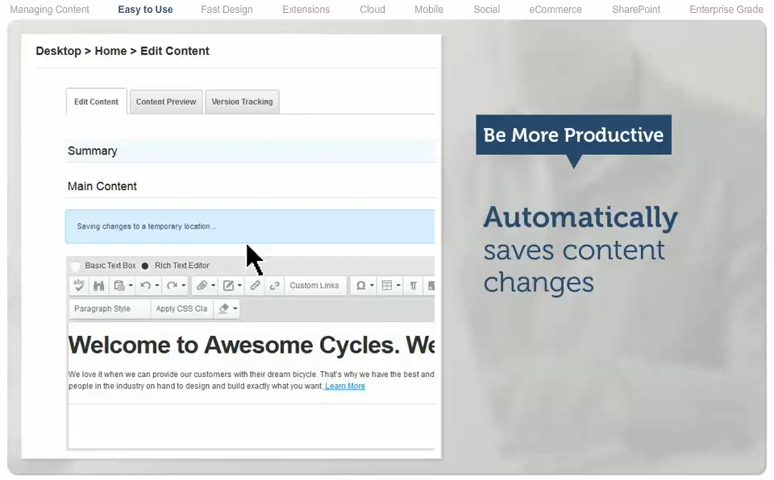 Managing Content Easy to Use Fast Design Extensions Cloud Mobile Social eCommerce SharePoint Enterprise Grade
Desktop > Home > Edit Content
Edit Content Content Preview Version Tracking
Summary
Main Content
Saving changes to a temporary location...
Basic Text Box Rich Text Editor
abc Custom Links Ω ¶
Paragraph Style Apply CSS Cla
Welcome to Awesome Cycles. We
We love it when we can provide our customers with their dream bicycle. That's why we have the best and
people in the industry on hand to design and build exactly what you want. Learn More
Be More Productive
Automatically
saves content
changes